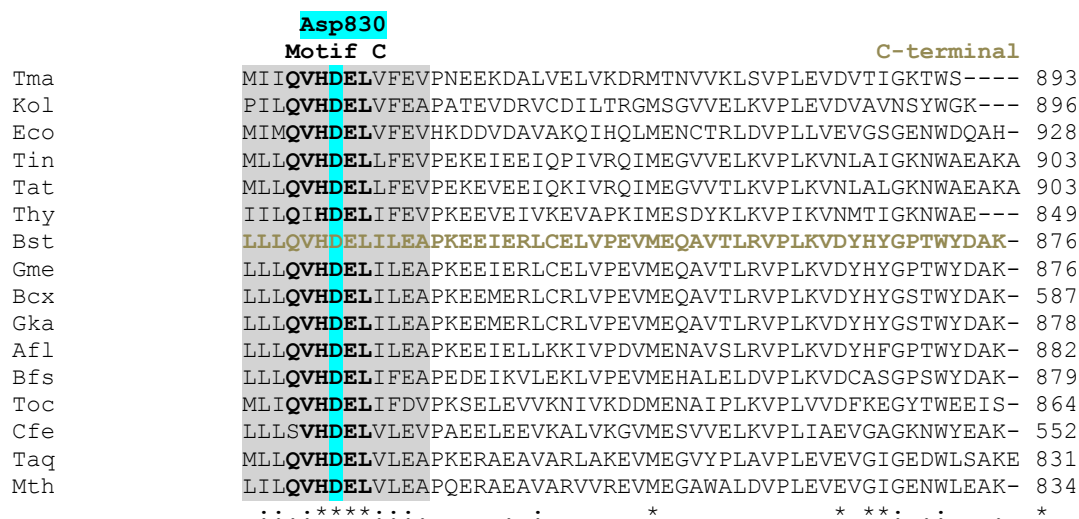 Asp830
Motif C C-terminal
Tma MIIQVHDELVFEVPNEEKDALVELVKDRMTNVVKLSVPLEVDVTIGKTWS---- 893
Kol PILQVHDELVFEAPATEVDRVCDILTRGMSGVVELKVPLEVDVAVNSYWGK--- 896
Eco MIMQVHDELVFEVHKDDVDAVAKQIHQLMENCTRLDVPLLVEVGSGENWDQAH- 928
Tin MLLQVHDELLFEVPEKEIEEIQPIVRQIMEGVVELKVPLKVNLAIGKNWAEAKA 903
Tat MLLQVHDELLFEVPEKEVEEIQKIVRQIMEGVVTLKVPLKVNLALGKNWAEAKA 903
Thy IILQIHDELIFEVPKEEVEIVKEVAPKIMESDYKLKVPIKVNMTIGKNWAE--- 849
Bst LLLQVHDELILEAPKEEIERLCELVPEVMEQAVTLRVPLKVDYHYGPTWYDAK- 876
Gme LLLQVHDELILEAPKEEIERLCELVPEVMEQAVTLRVPLKVDYHYGPTWYDAK- 876
Bcx LLLQVHDELILEAPKEEMERLCRLVPEVMEQAVTLRVPLKVDYHYGSTWYDAK- 587
Gka LLLQVHDELILEAPKEEMERLCRLVPEVMEQAVTLRVPLKVDYHYGSTWYDAK- 878
Afl LLLQVHDELILEAPKEEIELLKKIVPDVMENAVSLRVPLKVDYHFGPTWYDAK- 882
Bfs LLLQVHDELIFEAPEDEIKVLEKLVPEVMEHALELDVPLKVDCASGPSWYDAK- 879
Toc MLIQVHDELIFDVPKSELEVVKNIVKDDMENAIPLKVPLVVDFKEGYTWEEIS- 864
Cfe LLLSVHDELVLEVPAEELEEVKALVKGVMESVVELKVPLIAEVGAGKNWYEAK- 552
Taq MLLQVHDELVLEAPKERAEAVARLAKEVMEGVYPLAVPLEVEVGIGEDWLSAKE 831
Mth LILQVHDELVLEAPQERAEAVARVVREVMEGAWALDVPLEVEVGIGENWLEAK- 834
::::****:::. . : * * **: .: . *